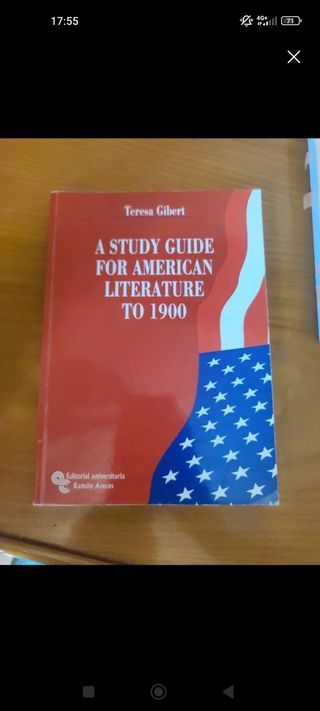 17:55
4G+
71
Teresa Gibert
A STUDY GUIDE
FOR AMERICAN
LITERATURE
TO 1900
Editorial universitaria
Ramón Areces